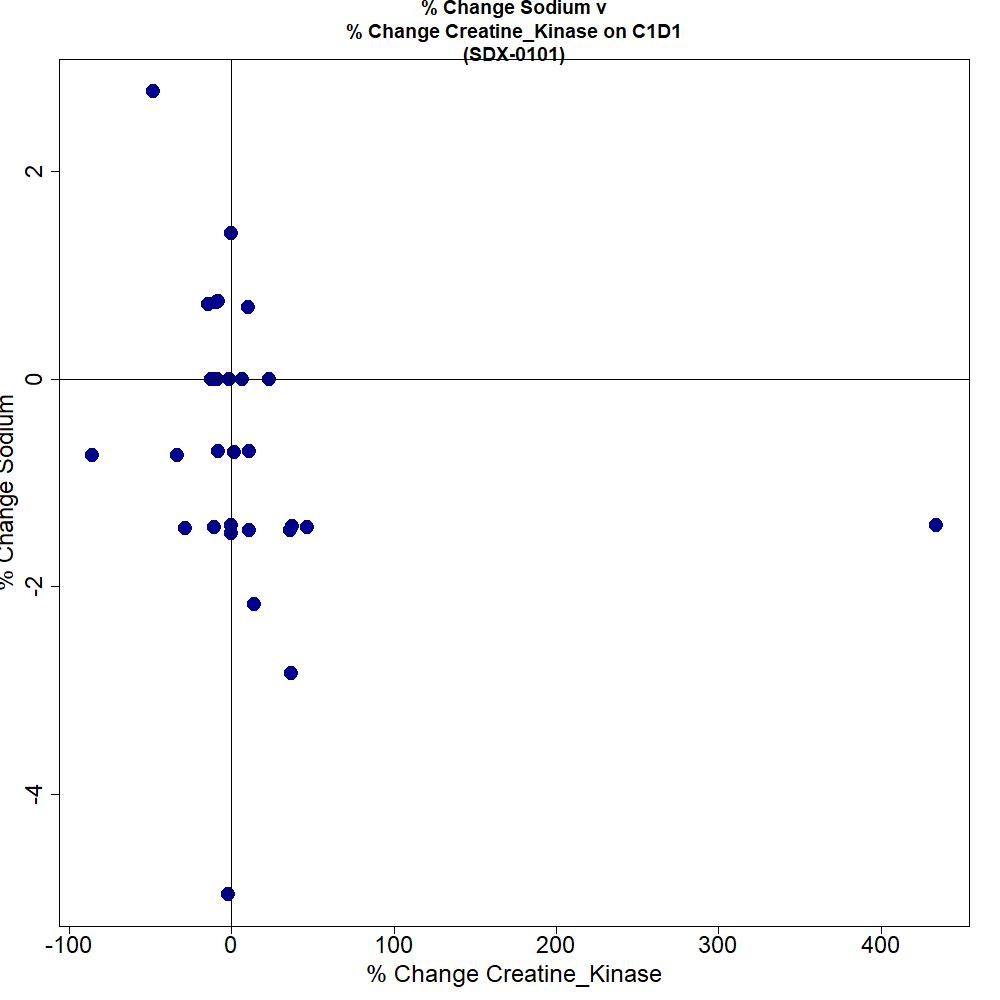 % Change Sodium v
% Change Creatine_Kinase on C1D1
(SDX-0101)
2
0
-2
-4
% Change Sodium
-100 0 100 200 300 400
% Change Creatine_Kinase